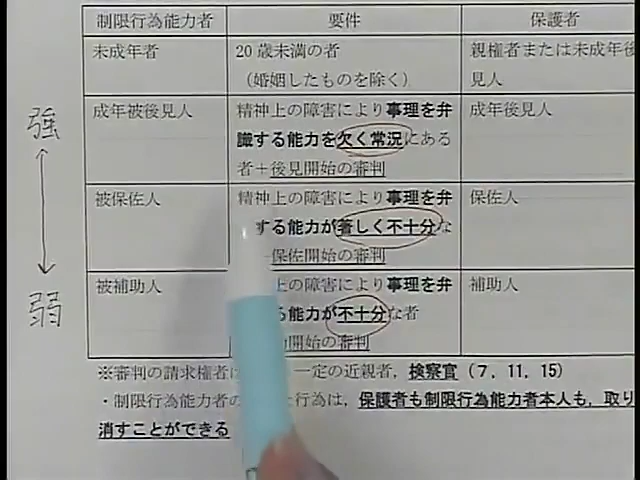 制限行為能力者 要件 保護者
未成年者 20歳未満の者 親権者または未成年後
（婚姻したものを除く） 見人
強
成年被後見人 精神上の障害により事理を弁 成年後見人
識する能力を欠く常況にある
者＋後見開始の審判
被保佐人 精神上の障害により事理を弁 保佐人
する能力が著しく不十分な
保佐開始の審判
弱
被補助人 上の障害により事理を弁 補助人
能力が不十分な者
開始の審判
※審判の請求権者は 一定の近親者，検察官（7，11，15）
・制限行為能力者の 行為は，保護者も制限行為能力者本人も，取り
消すことができる